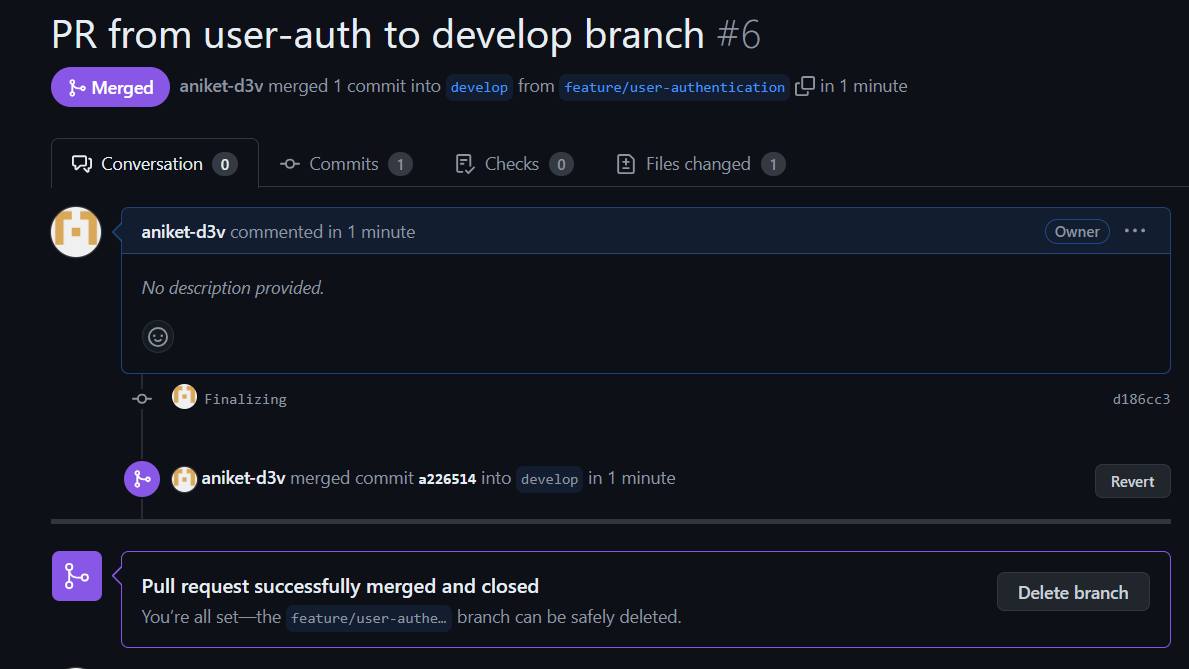 PR from user-auth to develop branch #6
Merged aniket-d3v merged 1 commit into develop from feature/user-authentication in 1 minute
Conversation 0 Commits 1 Checks 0 Files changed 1
aniket-d3v commented in 1 minute Owner
No description provided.
Finalizing d186cc3
aniket-d3v merged commit a226514 into develop in 1 minute Revert
Pull request successfully merged and closed
You’re all set—the feature/user-authe… branch can be safely deleted. Delete branch